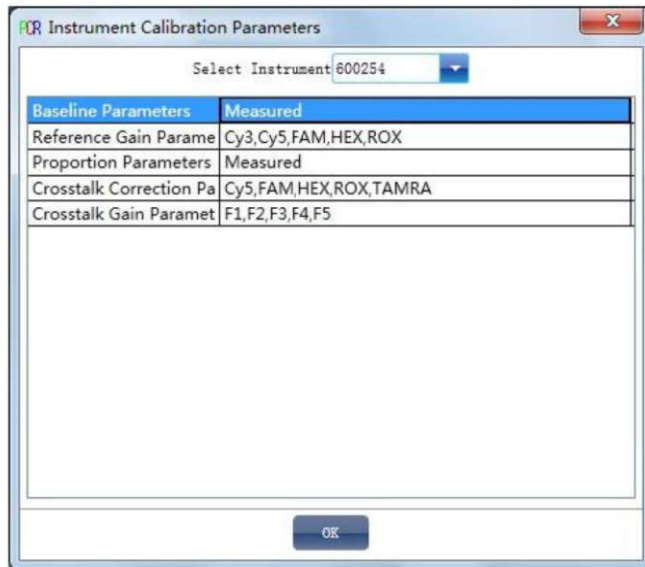 PCR Instrument Calibration Parameters
Select Instrument 600254
Baseline Parameters Measured
Reference Gain Parame Cy3,Cy5,FAM,HEX,ROX
Proportion Parameters Measured
Crosstalk Correction Pa Cy5,FAM,HEX,ROX,TAMRA
Crosstalk Gain Paramet F1,F2,F3,F4,F5
OK